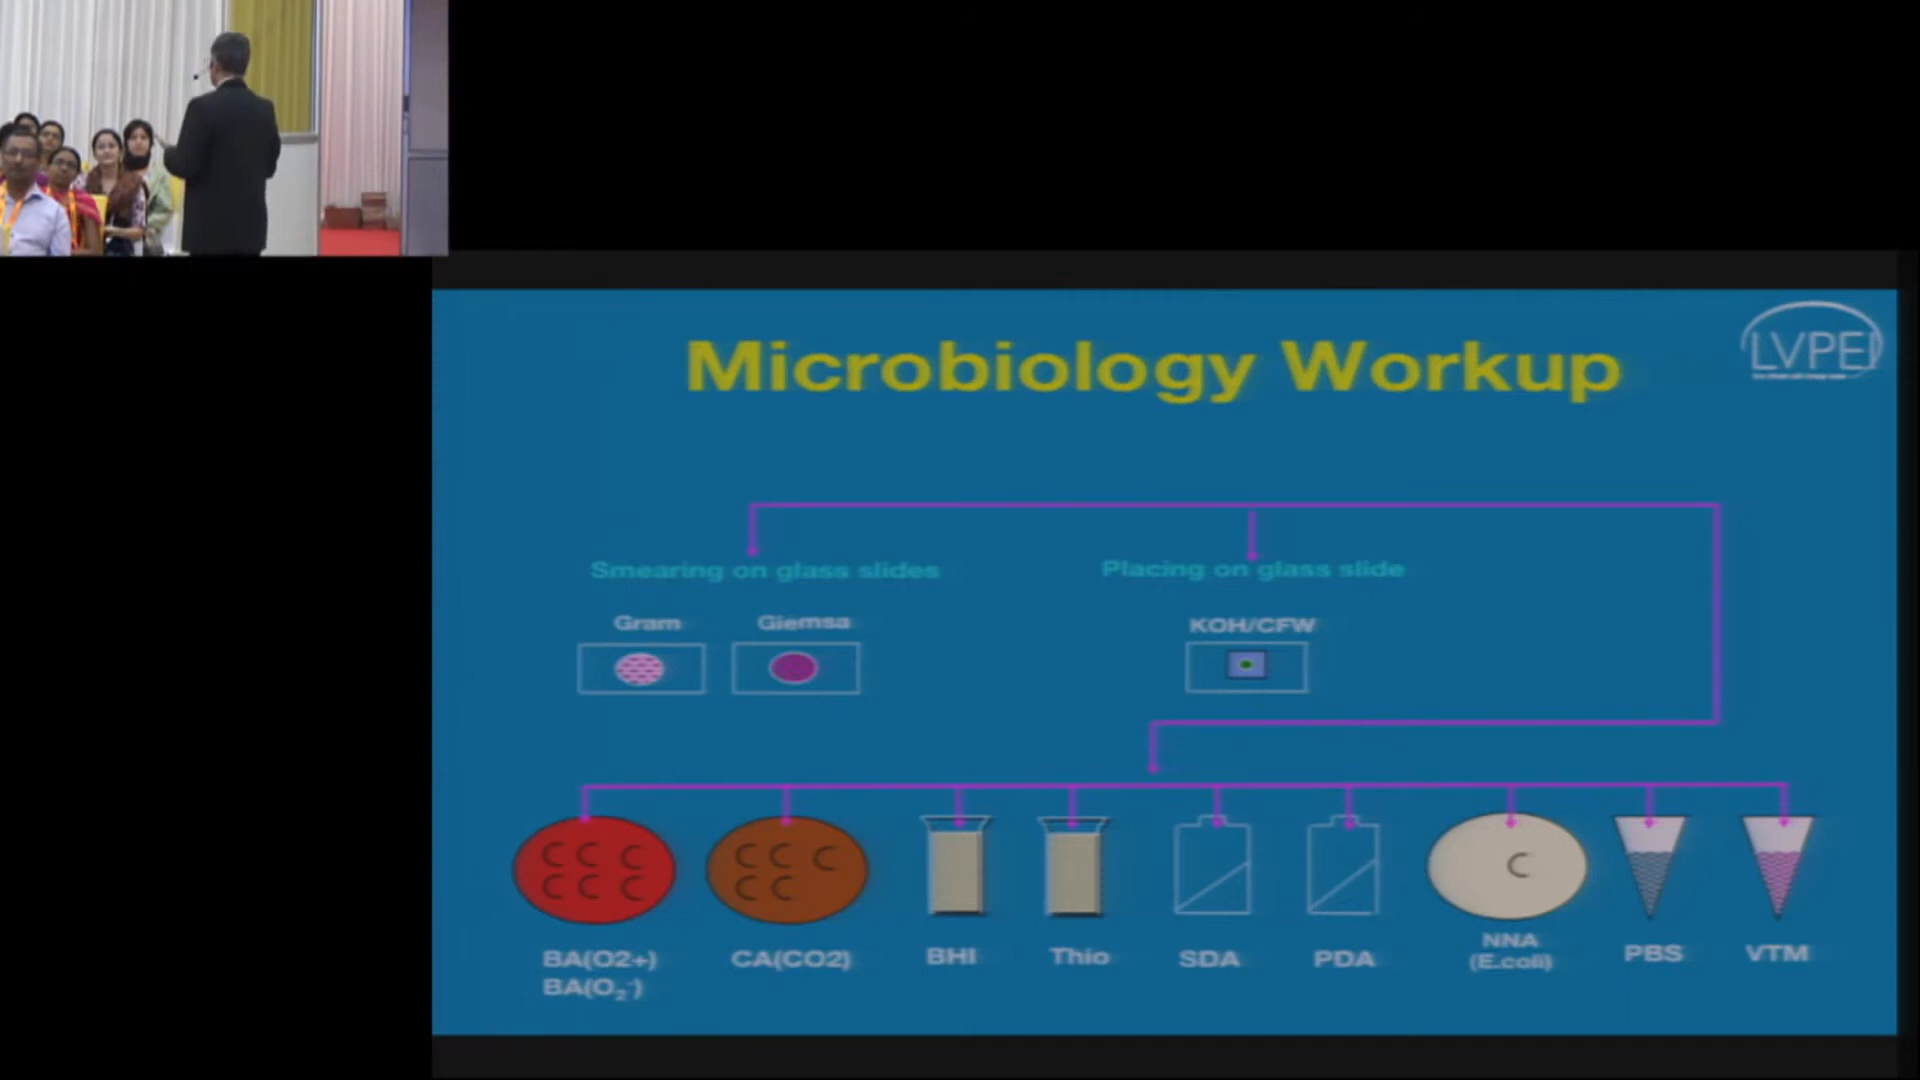 LVPEI
Microbiology Workup
Smearing on glass slides
Placing on glass slide
Gram
Giemsa
KOH/CFW
BA(O2+)
BA(O₂⁻)
CA(CO2)
BHI
Thio
SDA
PDA
NNA
(E.coli)
PBS
VTM